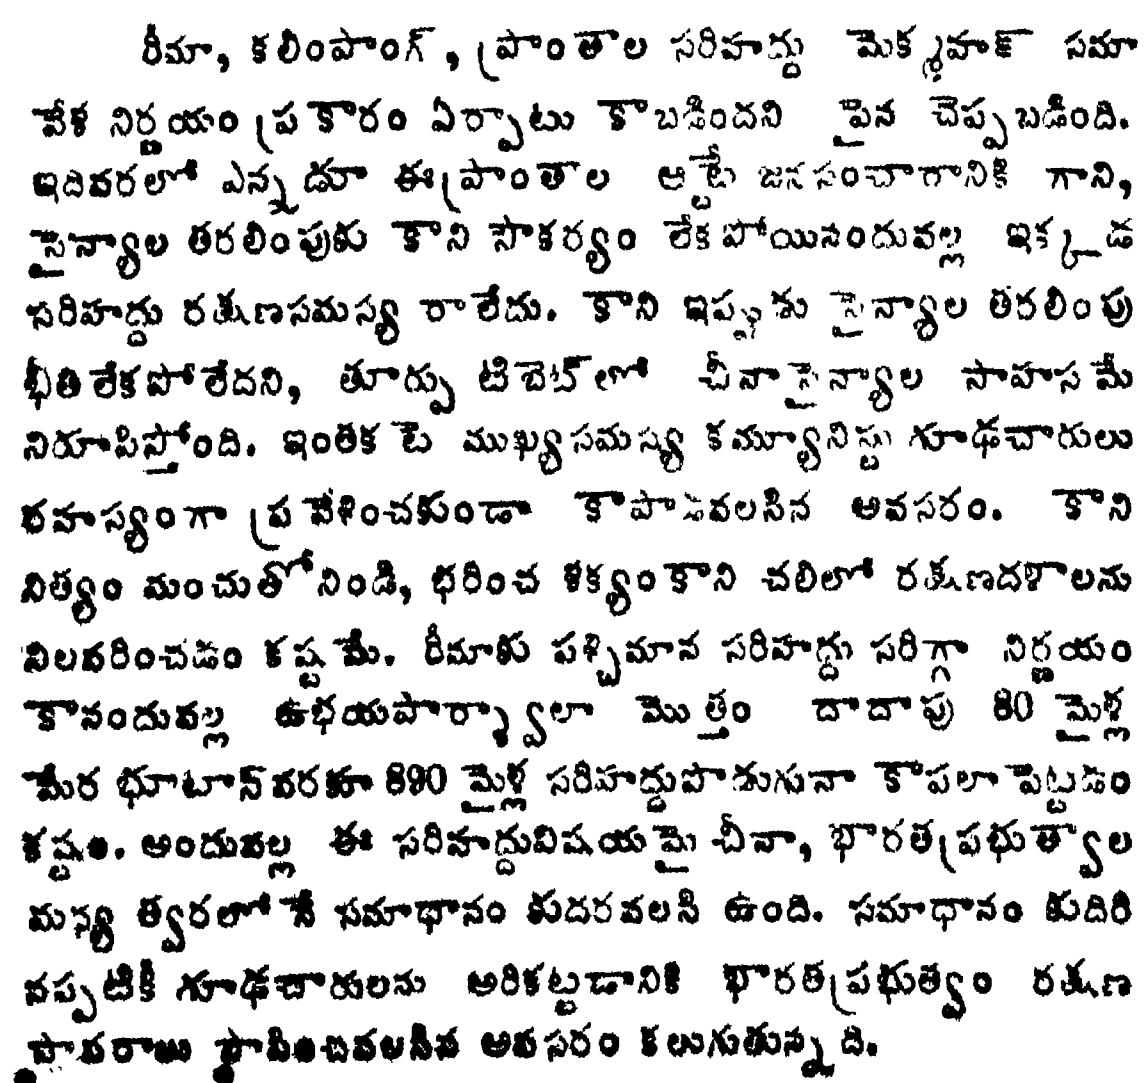 రీమా, కలింపాంగ్, ప్రాంతాల సరిహద్దు మెక్మహాక్ సమా
వేశ నిర్ణయం ప్రకారం ఏర్పాటు కాబడిందని పైన చెప్పబడింది.
ఇదివరలో ఎన్నడూ ఈప్రాంతాల అట్టే జనసంచారానికి గాని,
సైన్యాల తరలింపుకు కాని సౌకర్యం లేకపోయినందువల్ల ఇక్కడ
సరిహద్దు రక్షణసమస్య రాలేదు. కాని ఇప్పుడు సైన్యాల తరలింపు
భీతి లేకపోలేదని, తూర్పు టిబెట్‌లో చీనాసైన్యాల సాహసమే
నిరూపిస్తోంది. ఇంతకటె ముఖ్యసమస్య కమ్యూనిస్టు గూఢచారులు
రహస్యంగా ప్రవేశించకుండా కాపాడవలసిన అవసరం. కాని
నిత్యం మంచుతోనిండి, భరించ శక్యంకాని చలిలో రక్షణదళాలను
నిలవరించడం కష్టమే. రీమాకు పశ్చిమాన సరిహద్దు సరిగ్గా నిర్ణయం
కానందువల్ల ఉభయపార్శ్వాలా మొత్తం దాదాపు 80 మైళ్ల
మేర భూటాన్‌వరకూ 890 మైళ్ల సరిహద్దుపొడుగునా కాపలా పెట్టడం
కష్టం. అందువల్ల ఈ సరిహద్దువిషయమై చీనా, భారతప్రభుత్వాల
మధ్య త్వరలోనే సమాధానం కుదరవలసి ఉంది. సమాధానం కుదిరి
నప్పటికీ గూఢచారులను అరికట్టడానికి భారతప్రభుత్వం రక్షణ
స్థావరాలు స్థాపించవలసిన అవసరం కలుగుతున్నది.